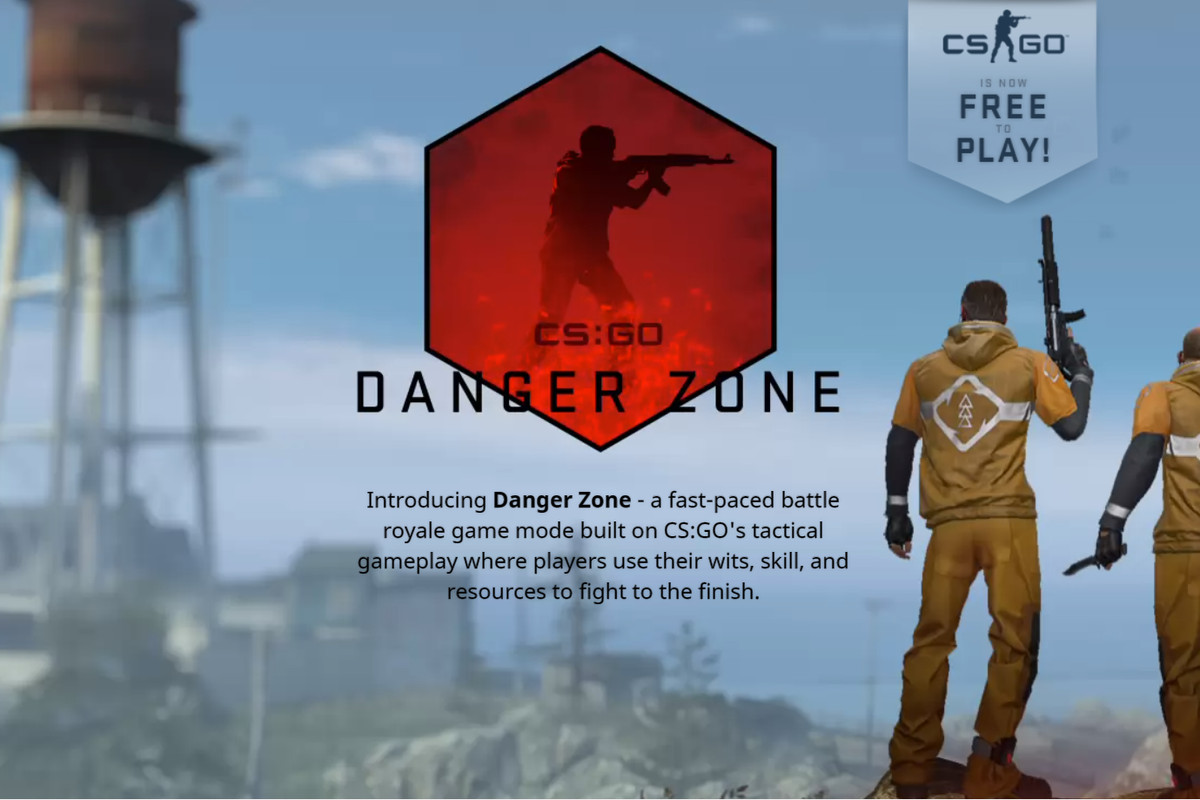 CS GO™
IS NOW
FREE
TO
PLAY!
CS:GO
DANGER ZONE
Introducing Danger Zone - a fast-paced battle
royale game mode built on CS:GO's tactical
gameplay where players use their wits, skill, and
resources to fight to the finish.